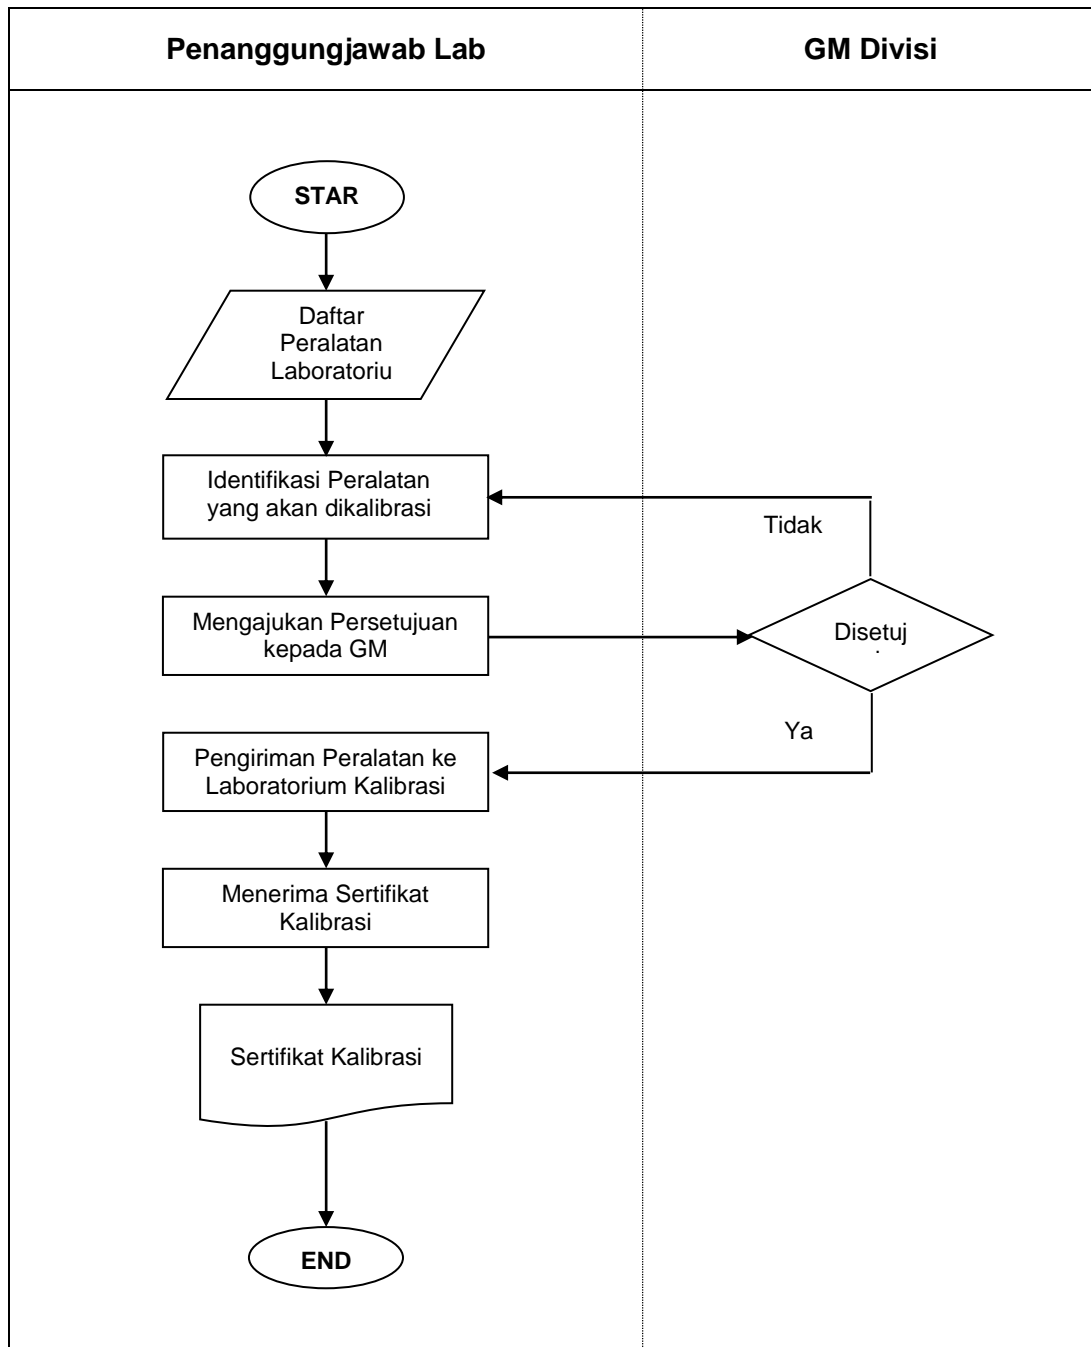 Penanggungjawab Lab
GM Divisi
STAR
Daftar
Peralatan
Laboratoriu
Identifikasi Peralatan
yang akan dikalibrasi
Tidak
Mengajukan Persetujuan
kepada GM
Disetuj
Ya
Pengiriman Peralatan ke
Laboratorium Kalibrasi
Menerima Sertifikat
Kalibrasi
Sertifikat Kalibrasi
END